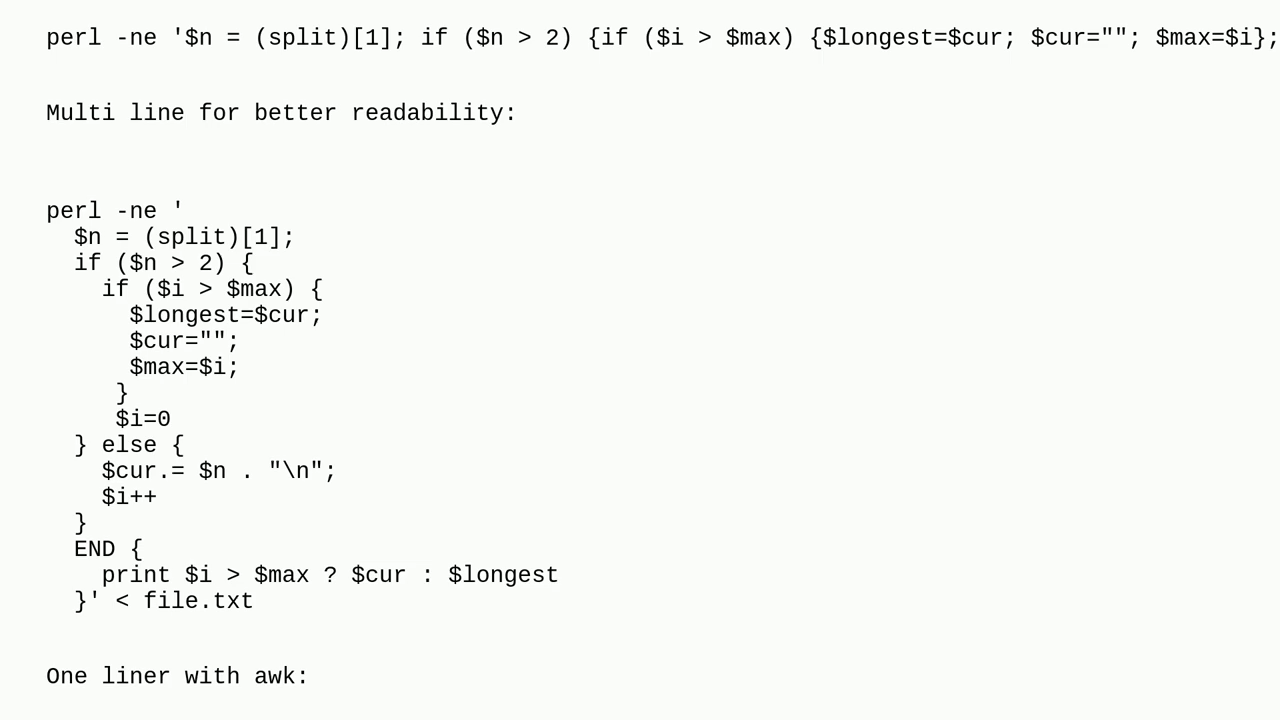 perl -ne '$n = (split)[1]; if ($n > 2) {if ($i > $max) {$longest=$cur; $cur=""; $max=$i};
Multi line for better readability:
perl -ne '
  $n = (split)[1];
  if ($n > 2) {
    if ($i > $max) {
      $longest=$cur;
      $cur="";
      $max=$i;
     }
     $i=0
  } else {
    $cur.= $n . "\n";
    $i++
  }
  END {
    print $i > $max ? $cur : $longest
  }' < file.txt
One liner with awk: